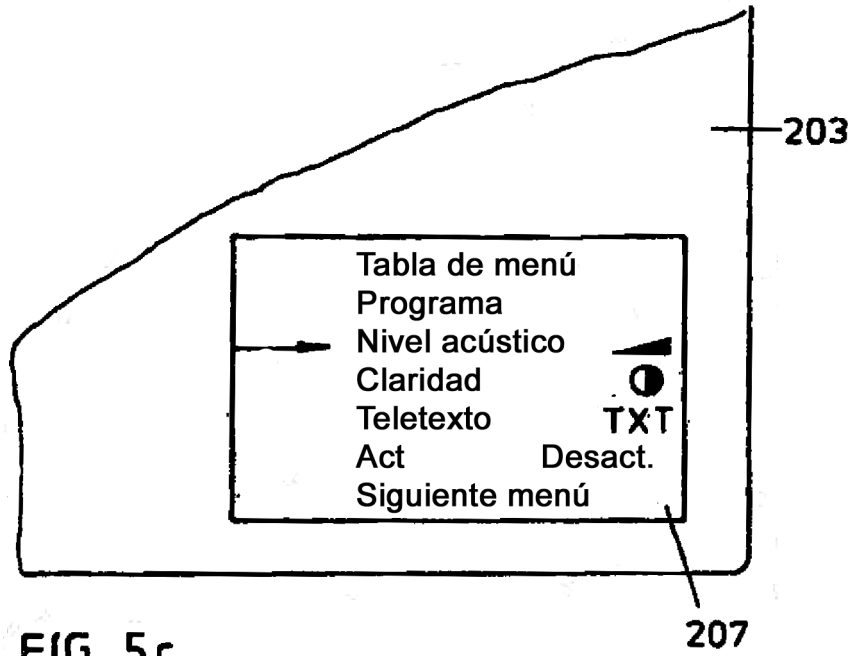 203
Tabla de menú
Programa
Nivel acústico
Claridad
Teletexto TXT
Act Desact.
Siguiente menú
207
FIG. 5c